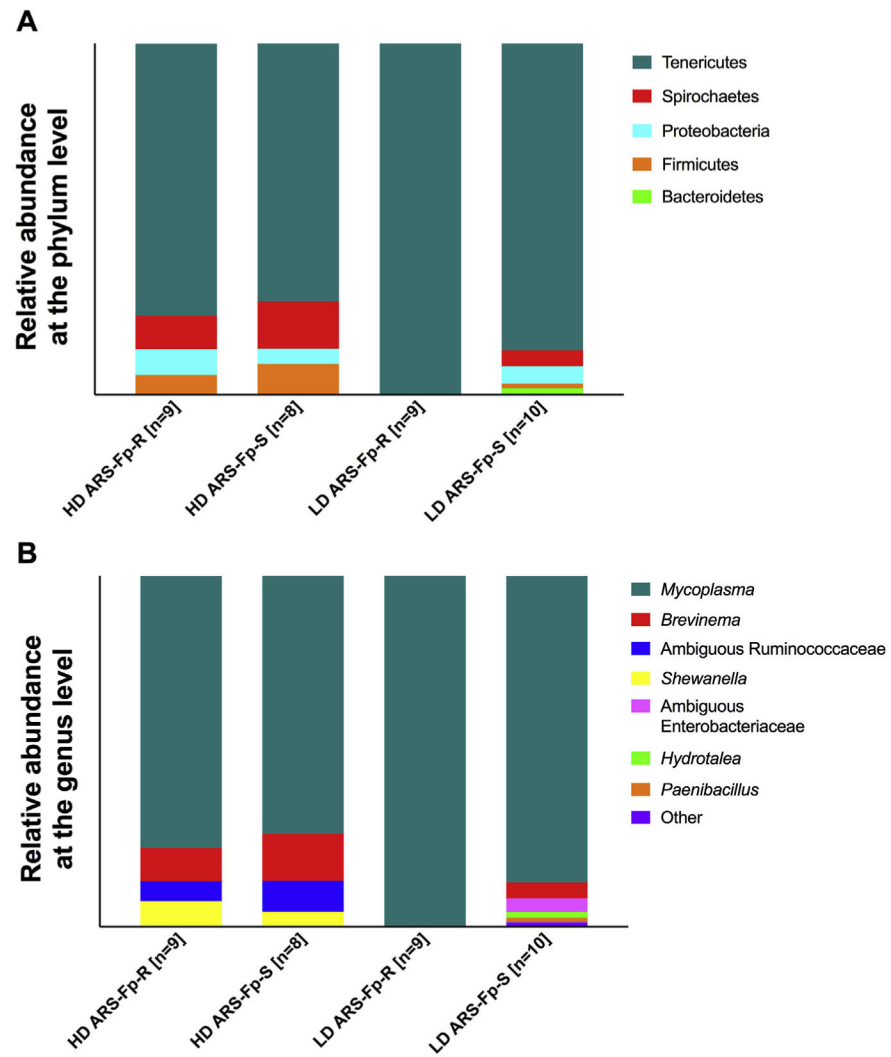 A
Relative abundance
at the phylum level
Tenericutes
Spirochaetes
Proteobacteria
Firmicutes
Bacteroidetes
HD ARS-Fp-R [n=9]
HD ARS-Fp-S [n=8]
LD ARS-Fp-R [n=9]
LD ARS-Fp-S [n=10]
B
Relative abundance
at the genus level
Mycoplasma
Brevinema
Ambiguous Ruminococcaceae
Shewanella
Ambiguous
Enterobacteriaceae
Hydrotalea
Paenibacillus
Other
HD ARS-Fp-R [n=9]
HD ARS-Fp-S [n=8]
LD ARS-Fp-R [n=9]
LD ARS-Fp-S [n=10]